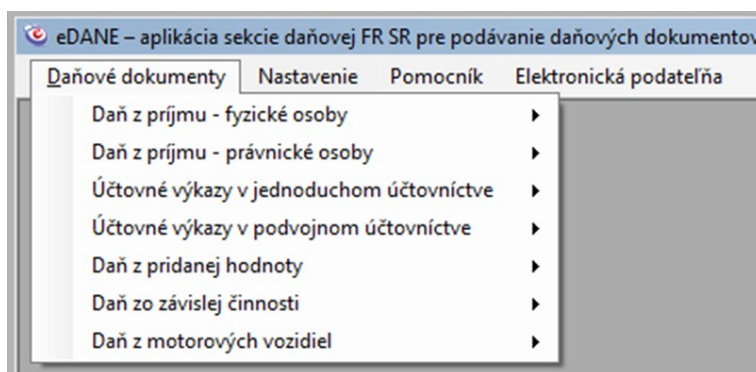 eDANE – aplikácia sekcie daňovej FR SR pre podávanie daňových dokumentov
Daňové dokumenty Nastavenie Pomocník Elektronická podateľňa
Daň z príjmu - fyzické osoby
Daň z príjmu - právnické osoby
Účtovné výkazy v jednoduchom účtovníctve
Účtovné výkazy v podvojnom účtovníctve
Daň z pridanej hodnoty
Daň zo závislej činnosti
Daň z motorových vozidiel